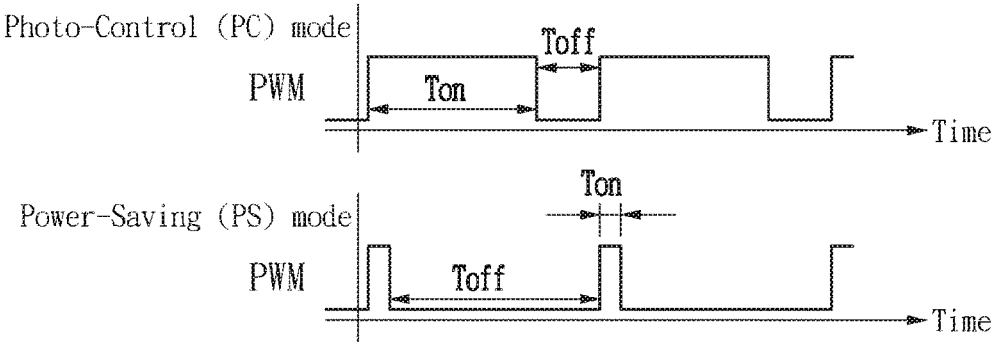 Photo-Control (PC) mode
Toff
PWM
Ton
Time
Ton
Power-Saving (PS) mode
PWM
Toff
Time